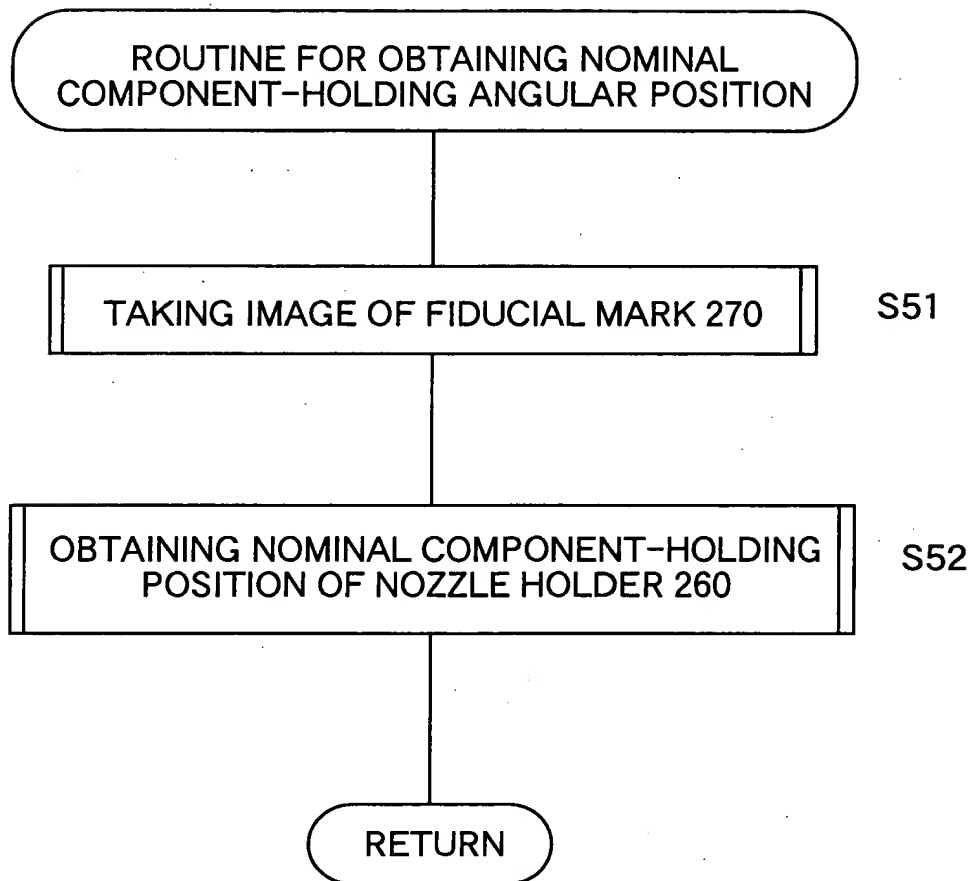 ROUTINE FOR OBTAINING NOMINAL
COMPONENT-HOLDING ANGULAR POSITION
TAKING IMAGE OF FIDUCIAL MARK 270
S51
OBTAINING NOMINAL COMPONENT-HOLDING
POSITION OF NOZZLE HOLDER 260
S52
RETURN